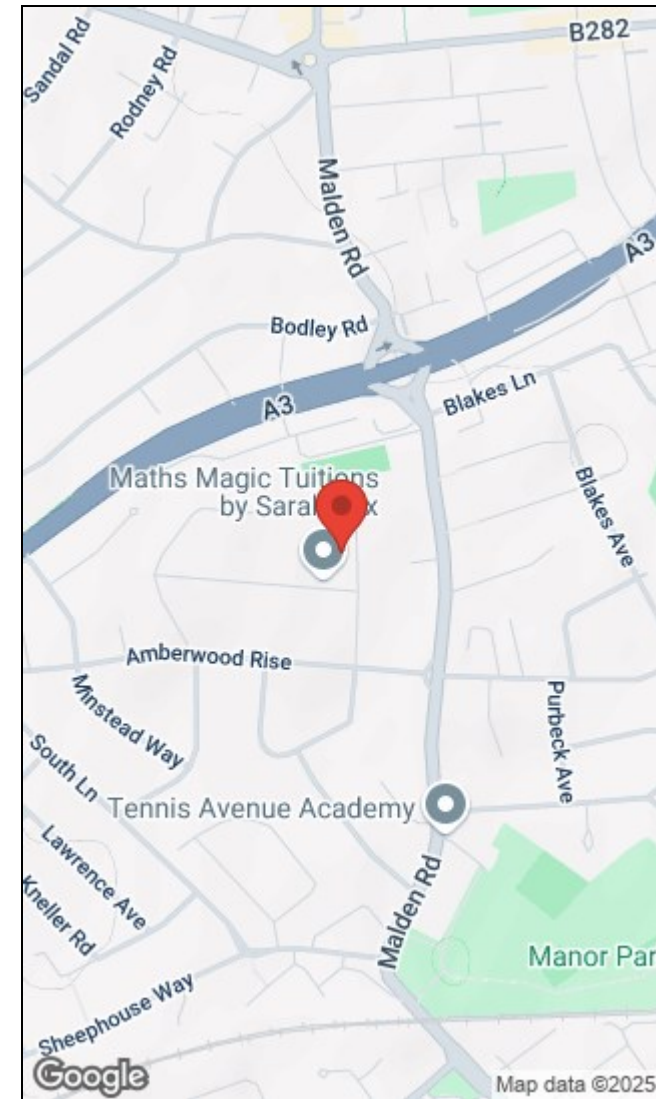 B282
Sandal Rd
Rodney Rd
Malden Rd
A3
Bodley Rd
A3
Blakes Ln
Maths Magic Tuitions
by
Blakes Ave
Amberwood Rise
Minstead Way
Purbeck Ave
South Ln
Tennis Avenue Academy
Lawrence Ave
Kneller Rd
Malden Rd
Manor Par
Sheephouse Way
Google
Map data ©2025